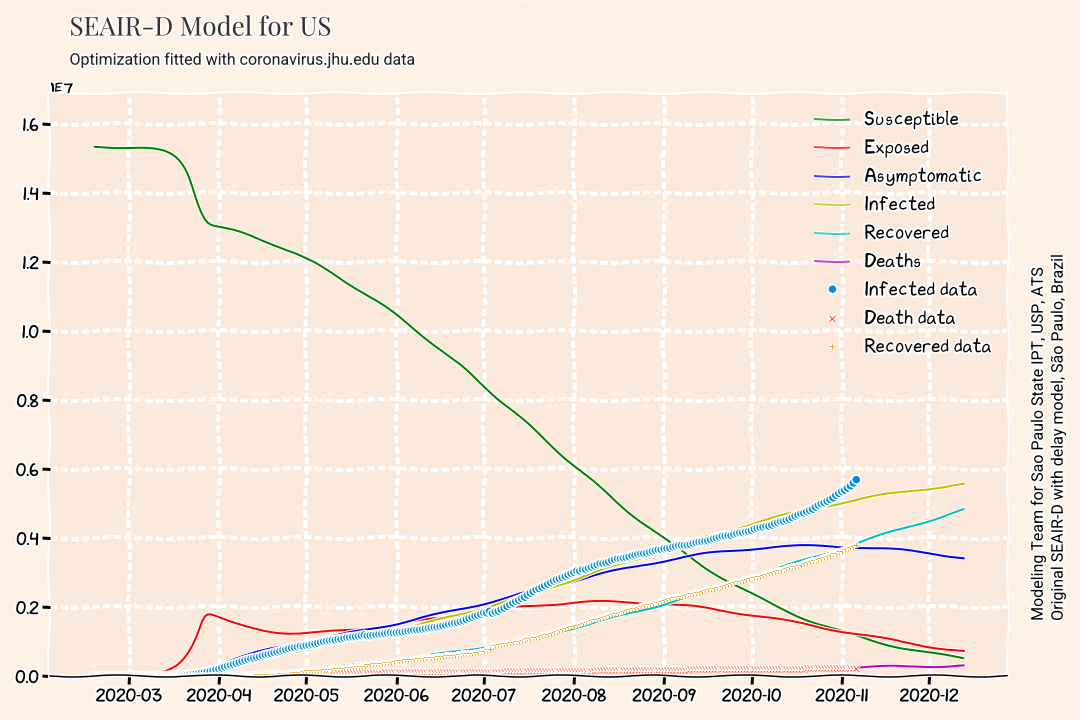 SEAIR-D Model for US
Optimization fitted with coronavirus.jhu.edu data
1E7
1.6
1.4
1.2
1.0
0.8
0.6
0.4
0.2
0.0
2020-03 2020-04 2020-05 2020-06 2020-07 2020-08 2020-09 2020-10 2020-11 2020-12
Susceptible
Exposed
Asymptomatic
Infected
Recovered
Deaths
Infected data
Death data
Recovered data
Modeling Team for Sao Paulo State IPT, USP, ATS
Original SEAIR-D with delay model, São Paulo, Brazil